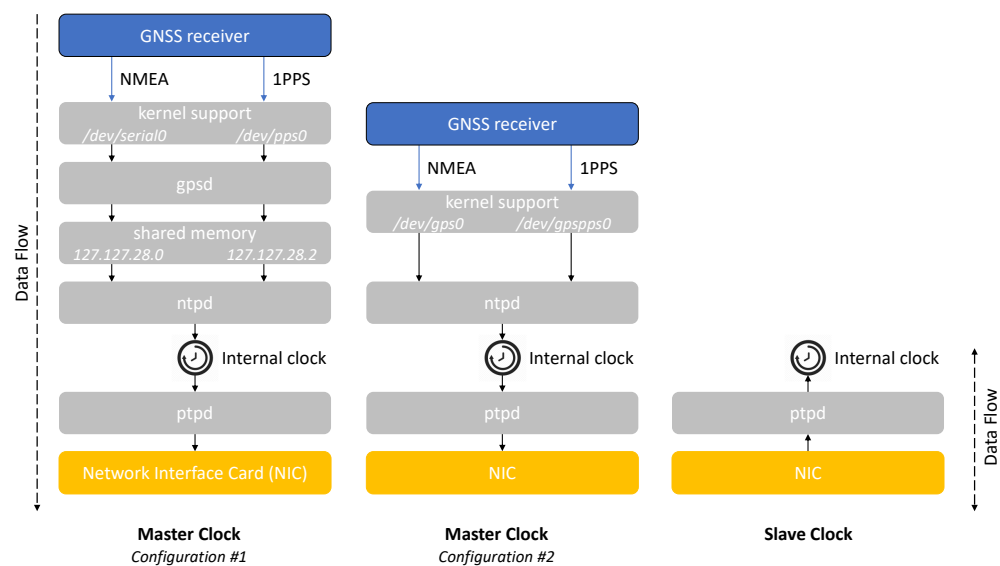 GNSS receiver
NMEA
1PPS
kernel support
/dev/serial0
/dev/pps0
gpsd
shared memory
127.127.28.0
127.127.28.2
ntpd
Internal clock
ptpd
Network Interface Card (NIC)
Master Clock
Configuration #1
GNSS receiver
NMEA
1PPS
kernel support
/dev/gps0
/dev/gpspps0
ntpd
Internal clock
ptpd
NIC
Master Clock
Configuration #2
Internal clock
ptpd
NIC
Slave Clock
Data Flow
Data Flow